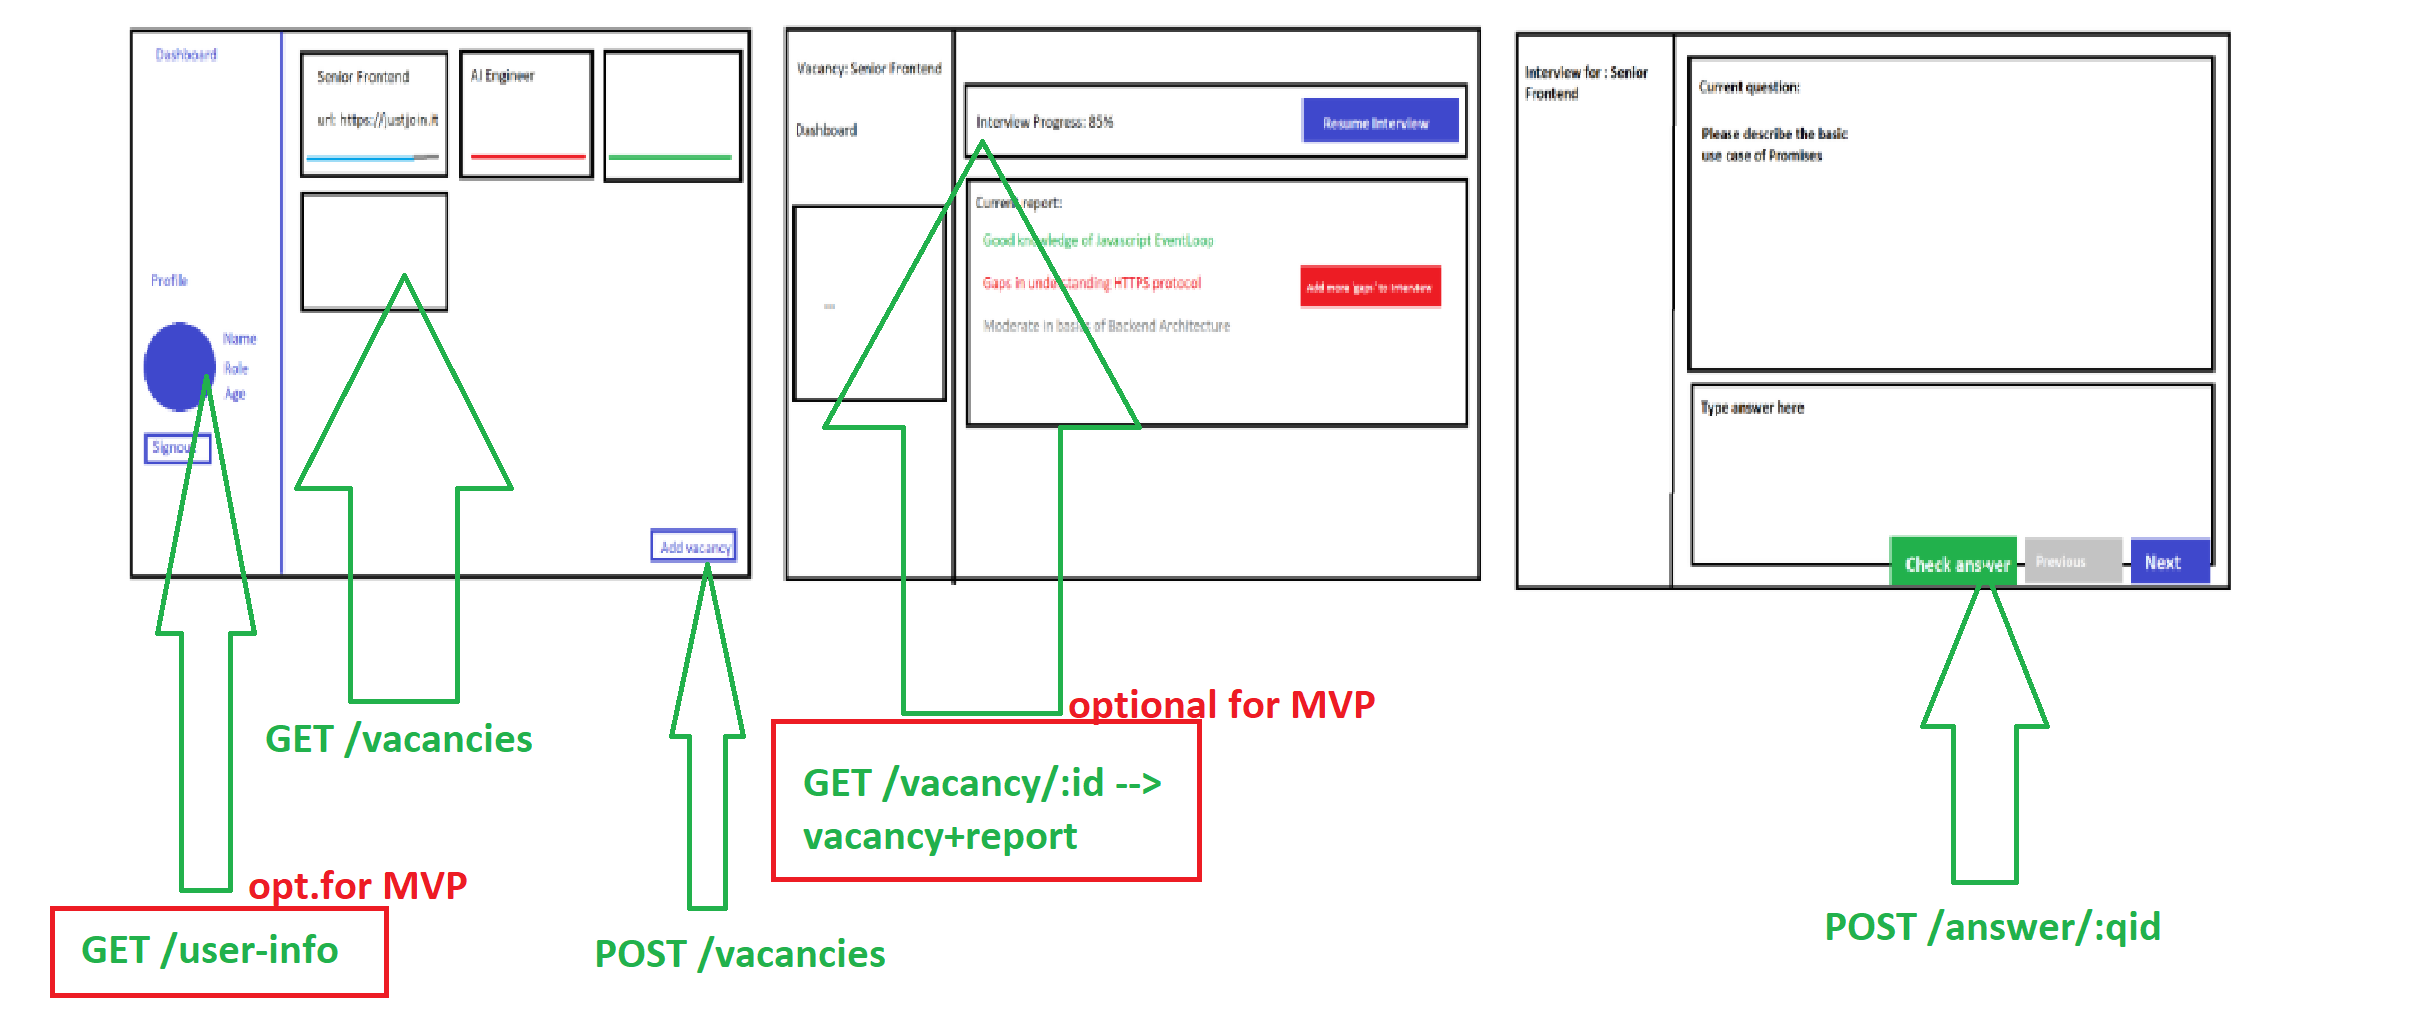 Dashboard
Senior Frontend
url: https://justjoin.it
AI Engineer
Profile
Name
Role
Age
Signout
Add vacancy
Vacancy: Senior Frontend
Dashboard
...
Interview Progress: 85%
Resume Interview
Current report:
Good knowledge of Javascript EventLoop
Gaps in understanding HTTPS protocol
Add more 'gaps' to Interview
Moderate in basics of Backend Architecture
Interview for : Senior
Frontend
Current question:
Please describe the basic
use case of Promises
Type answer here
Check answer
Previous
Next
GET /vacancies
opt.for MVP
GET /user-info
POST /vacancies
optional for MVP
GET /vacancy/:id -->
vacancy+report
POST /answer/:qid